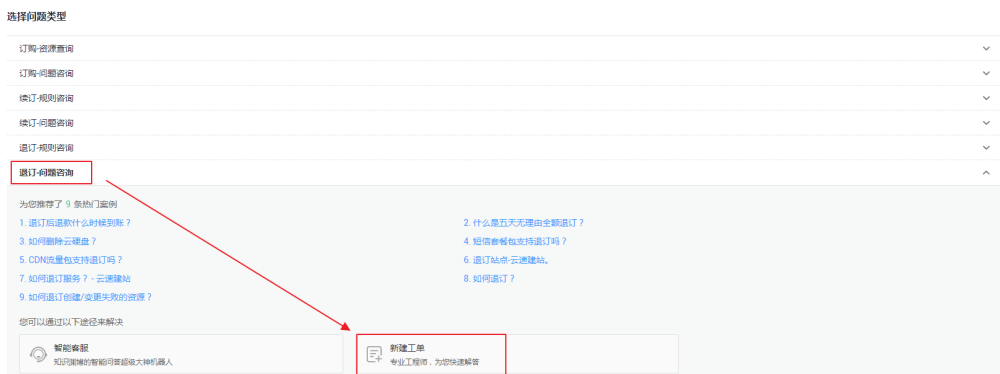 选择问题类型
订购-资源查询
订购-问题咨询
续订-规则咨询
续订-问题咨询
退订-规则咨询
退订-问题咨询
为您推荐了 9 条热门案例
1. 退订后退款什么时候到账？
2. 什么是五天无理由全额退订？
3. 如何删除云硬盘？
4. 短信套餐包支持退订吗？
5. CDN流量包支持退订吗？
6. 退订站点-云速建站。
7. 如何退订服务？-云速建站
8. 如何退订？
9. 如何退订创建/变更失败的资源？
您可以通过以下途径来解决
智能客服
知识渊博的智能问答超级大神机器人
新建工单
专业工程师，为您快速解答